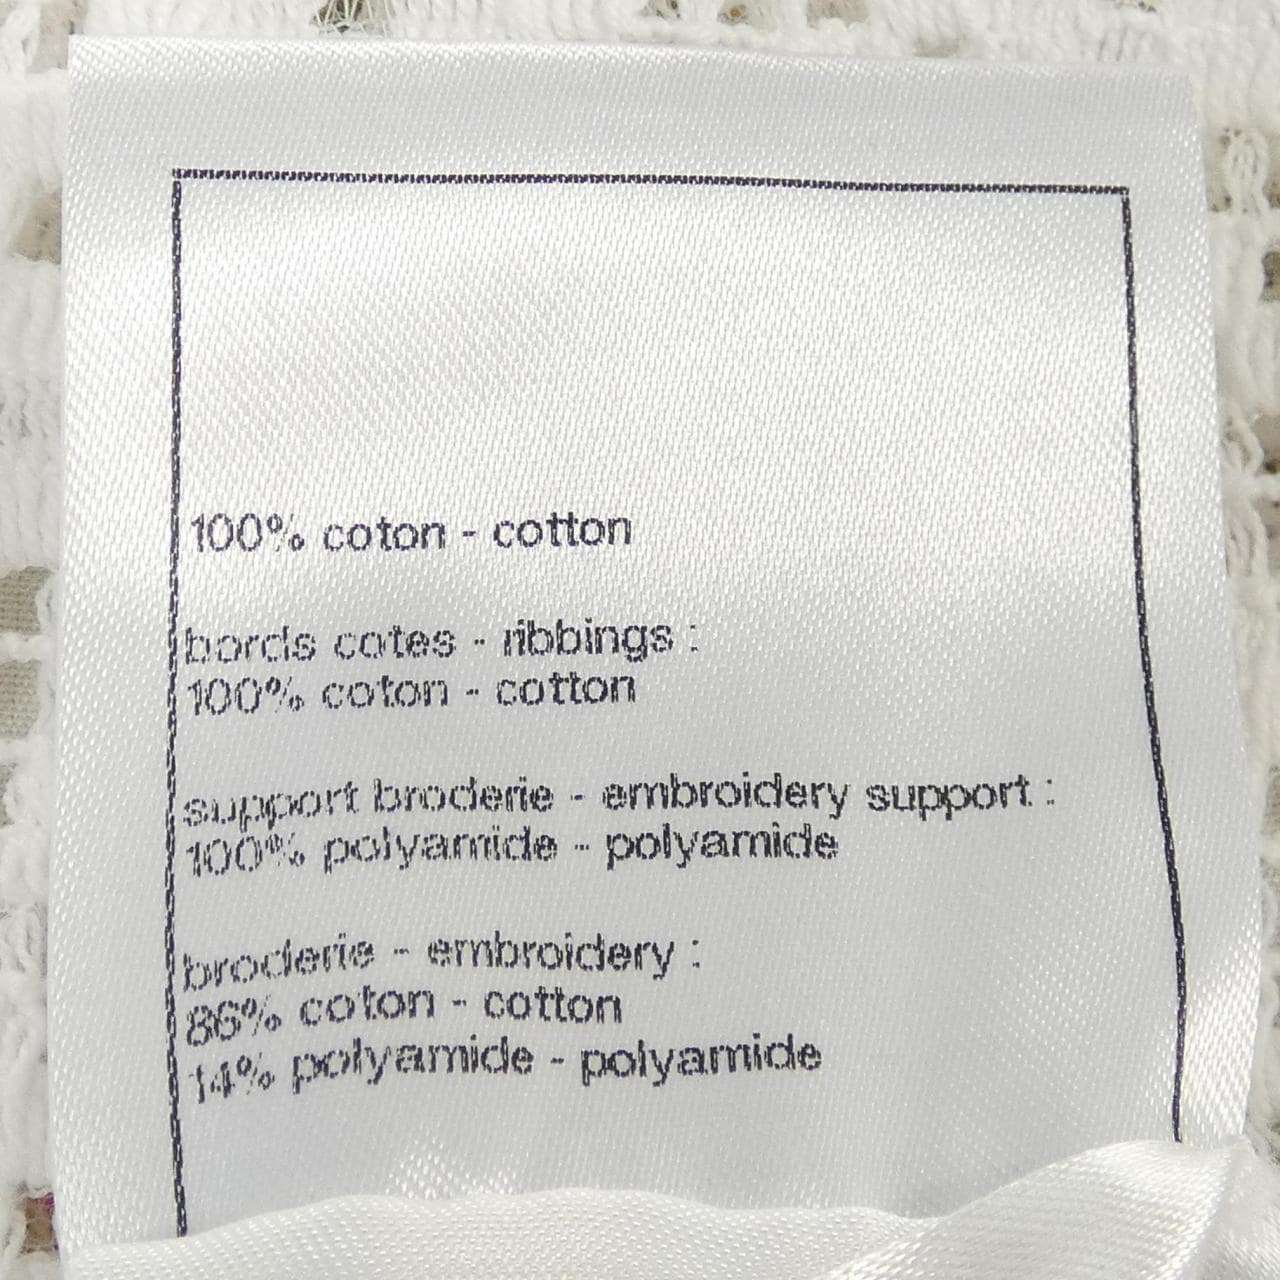 100% coton - cotton
bords cotes - ribbings :
100% coton - cotton
support broderie - embroidery support :
100% polyamide - polyamide
broderie - embroidery :
86% coton - cotton
14% polyamide - polyamide